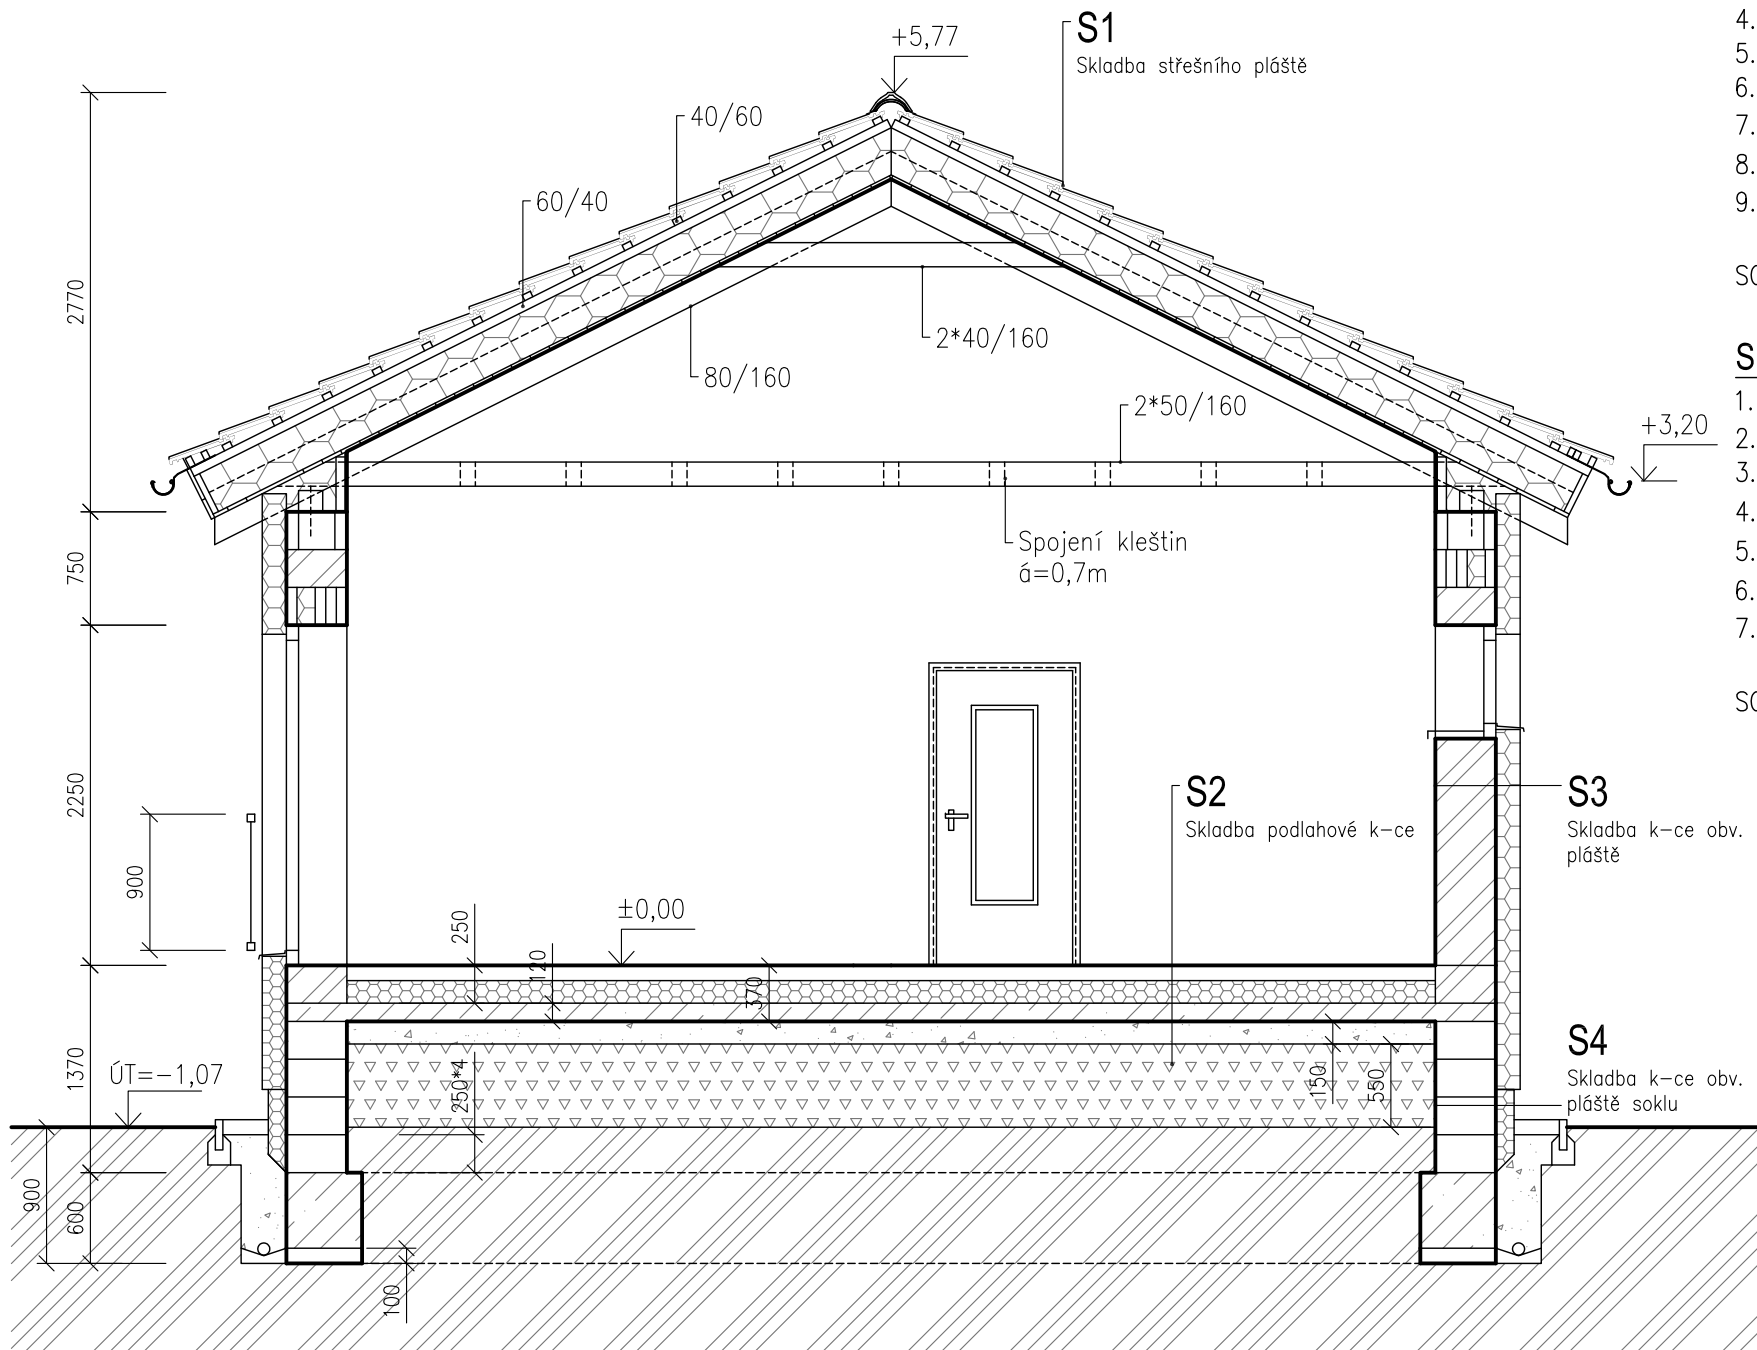 +5,77
S1
Skladba střešního pláště
40/60
60/40
2*40/160
80/160
2*50/160
+3,20
Spojení kleštin
á=0,7m
2770
750
2250
900
1370
900
600
100
S2
Skladba podlahové k-ce
S3
Skladba k-ce obv.
pláště
±0,00
250
120
370
250*4
150
550
ÚT=-1,07
S4
Skladba k-ce obv.
pláště soklu
4.
5.
6.
7.
8.
9.
S
1.
2.
3.
4.
5.
6.
7.